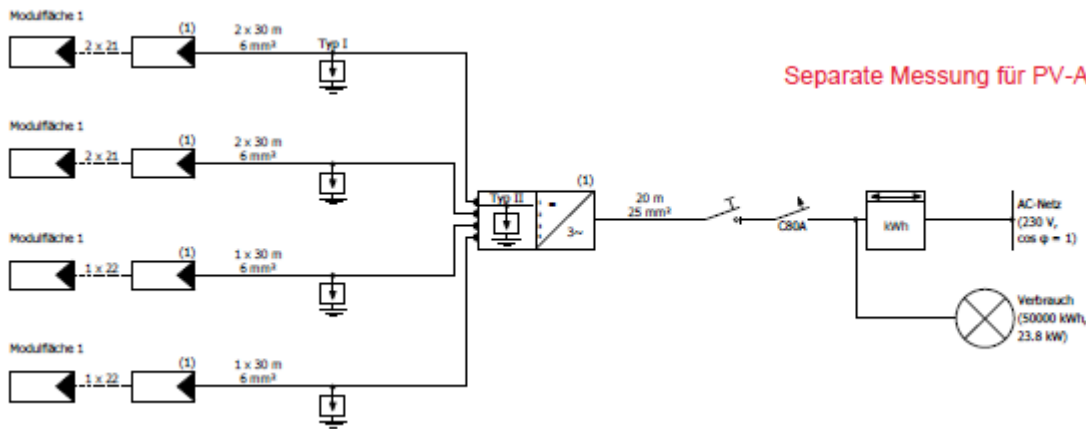 Modulfläche 1
2 x 21
(1)
2 x 30 m
6 mm²
Typ I
Separate Messung für PV-A
Modulfläche 1
2 x 21
(1)
2 x 30 m
6 mm²
Typ II
(1)
=
3~
20 m
25 mm²
C80A
kWh
AC-Netz
(230 V,
cos φ = 1)
Modulfläche 1
1 x 22
(1)
1 x 30 m
6 mm²
Verbrauch
(50000 kWh,
23.8 kW)
Modulfläche 1
1 x 22
(1)
1 x 30 m
6 mm²